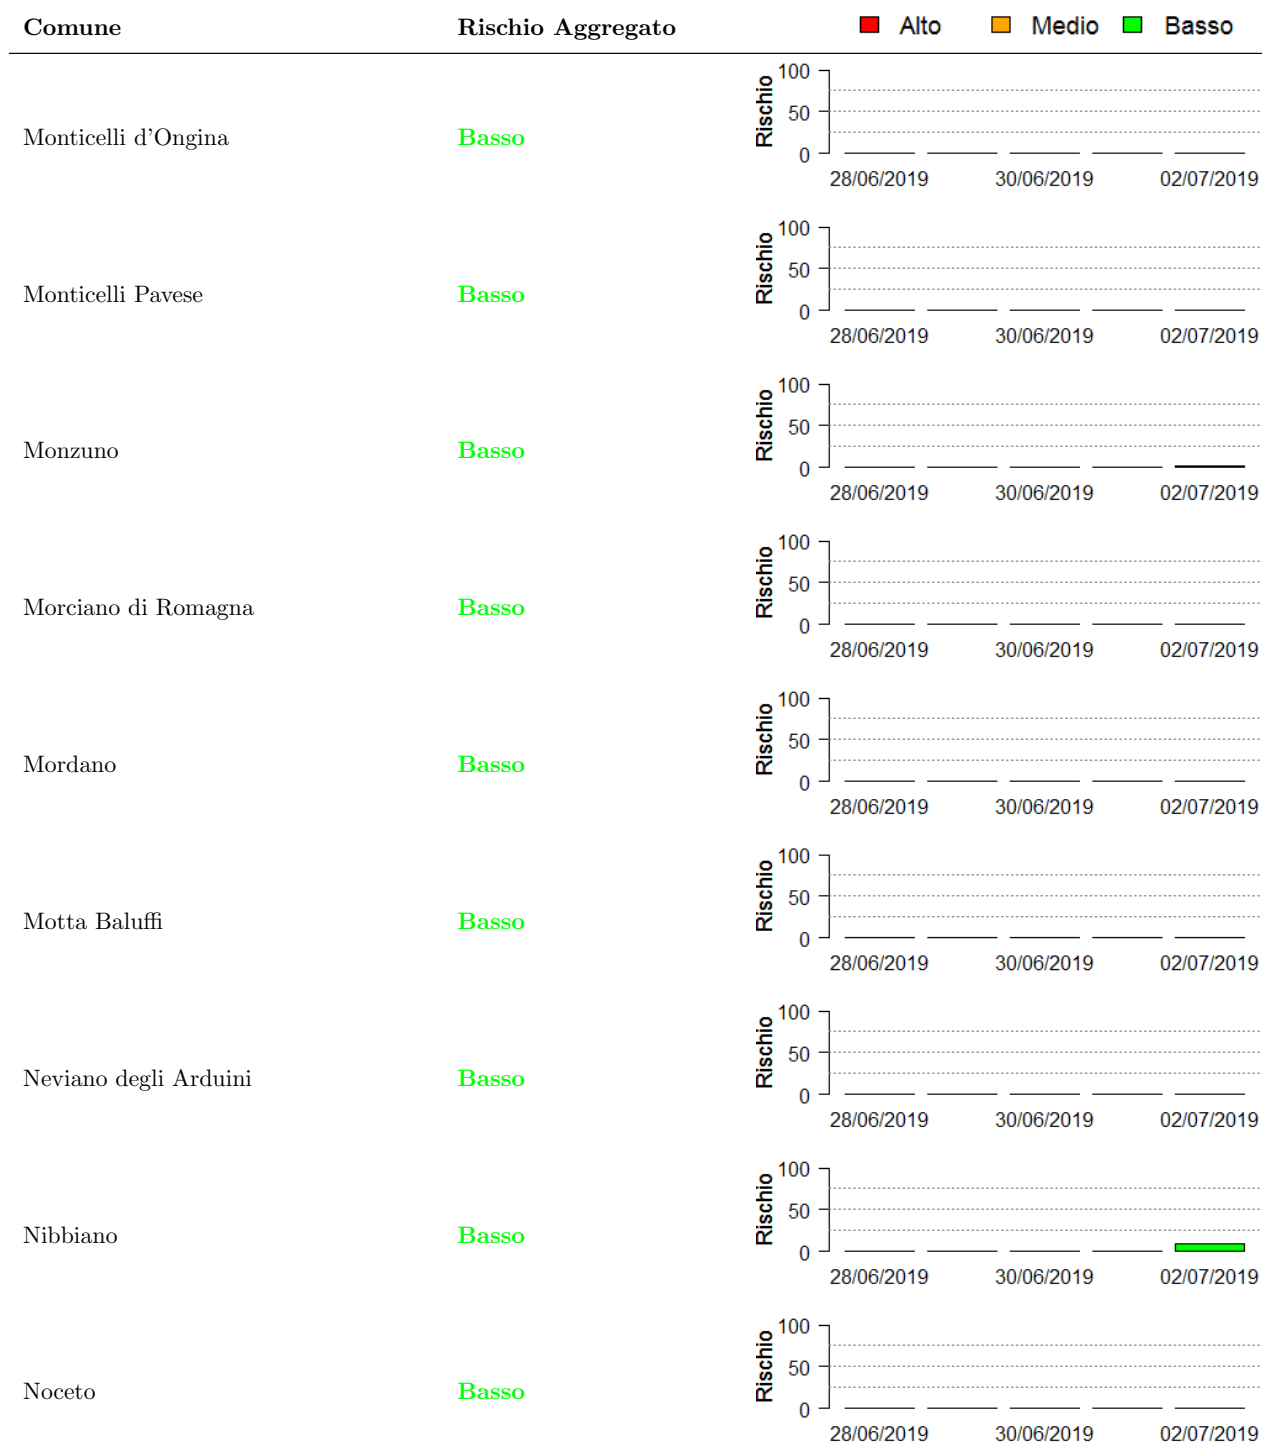 Comune Rischio Aggregato Alto Medio Basso
Monticelli d'Ongina Basso
Rischio
100
50
0
28/06/2019 30/06/2019 02/07/2019
Monticelli Pavese Basso
Rischio
100
50
0
28/06/2019 30/06/2019 02/07/2019
Monzuno Basso
Rischio
100
50
0
28/06/2019 30/06/2019 02/07/2019
Morciano di Romagna Basso
Rischio
100
50
0
28/06/2019 30/06/2019 02/07/2019
Mordano Basso
Rischio
100
50
0
28/06/2019 30/06/2019 02/07/2019
Motta Baluffi Basso
Rischio
100
50
0
28/06/2019 30/06/2019 02/07/2019
Neviano degli Arduini Basso
Rischio
100
50
0
28/06/2019 30/06/2019 02/07/2019
Nibbiano Basso
Rischio
100
50
0
28/06/2019 30/06/2019 02/07/2019
Noceto Basso
Rischio
100
50
0
28/06/2019 30/06/2019 02/07/2019